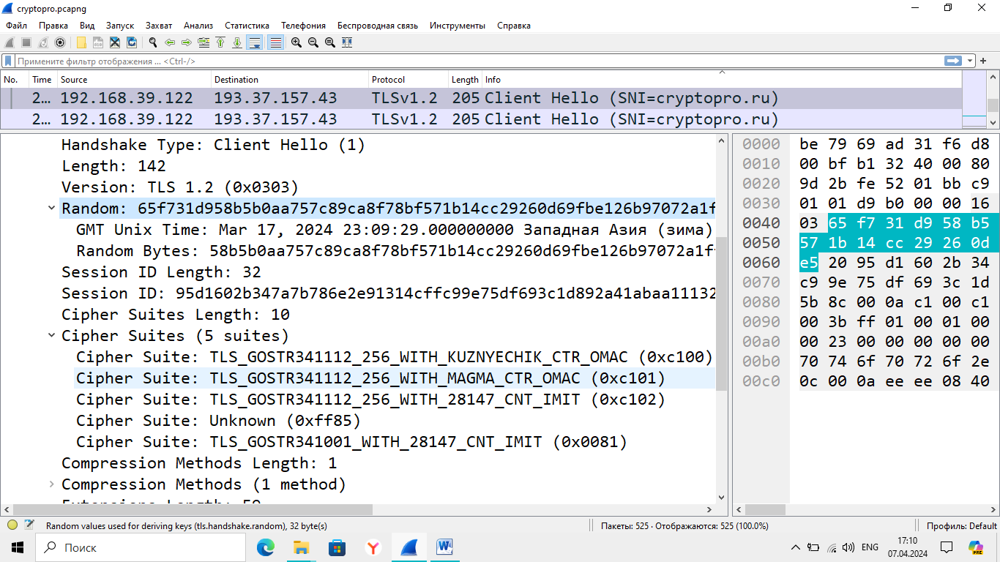 cryptopro.pcapng
Файл Правка Вид Запуск Захват Анализ Статистика Телефония Беспроводная связь Инструменты Справка
Примените фильтр отображения ... <Ctrl-/>
No. Time Source Destination Protocol Length Info
2… 192.168.39.122 193.37.157.43 TLSv1.2 205 Client Hello (SNI=cryptopro.ru)
2… 192.168.39.122 193.37.157.43 TLSv1.2 205 Client Hello (SNI=cryptopro.ru)
Handshake Type: Client Hello (1)
Length: 142
Version: TLS 1.2 (0x0303)
Random: 65f731d958b5b0aa757c89ca8f78bf571b14cc29260d69fbe126b97072a1f
GMT Unix Time: Mar 17, 2024 23:09:29.000000000 Западная Азия (зима)
Random Bytes: 58b5b0aa757c89ca8f78bf571b14cc29260d69fbe126b97072a1f
Session ID Length: 32
Session ID: 95d1602b347a7b786e2e91314cffc99e75df693c1d892a41abaa11132
Cipher Suites Length: 10
Cipher Suites (5 suites)
Cipher Suite: TLS_GOSTR341112_256_WITH_KUZNYECHIK_CTR_OMAC (0xc100)
Cipher Suite: TLS_GOSTR341112_256_WITH_MAGMA_CTR_OMAC (0xc101)
Cipher Suite: TLS_GOSTR341112_256_WITH_28147_CNT_IMIT (0xc102)
Cipher Suite: Unknown (0xff85)
Cipher Suite: TLS_GOSTR341001_WITH_28147_CNT_IMIT (0x0081)
Compression Methods Length: 1
Compression Methods (1 method)
Extensions Length: 59
0000 be 79 69 ad 31 f6 d8
0010 00 bf b1 32 40 00 80
0020 9d 2b fe 52 01 bb c9
0030 01 01 d9 b0 00 00 16
0040 03 65 f7 31 d9 58 b5
0050 57 1b 14 cc 29 26 0d
0060 e5 20 95 d1 60 2b 34
0070 c9 9e 75 df 69 3c 1d
0080 5b 8c 00 0a c1 00 c1
0090 00 3b ff 01 00 01 00
00a0 00 23 00 00 00 00 00
00b0 70 74 6f 70 72 6f 2e
00c0 0c 00 0a ee ee 08 40
Random values used for deriving keys (tls.handshake.random), 32 byte(s)
Пакеты: 525 · Отображаются: 525 (100.0%)
Профиль: Default
Поиск
ENG
17:10
07.04.2024
PRE